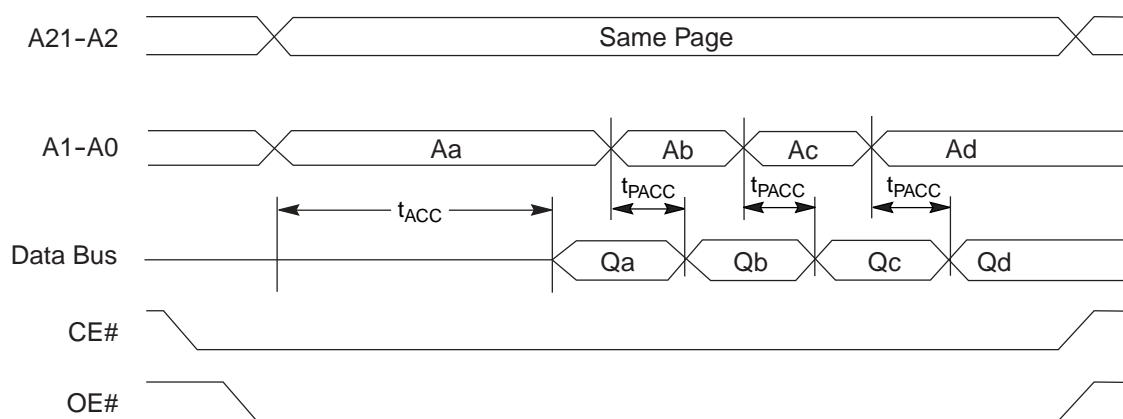 A21-A2 Same Page
A1-A0 Aa Ab Ac Ad
tACC tPACC tPACC tPACC
Data Bus Qa Qb Qc Qd
CE#
OE#